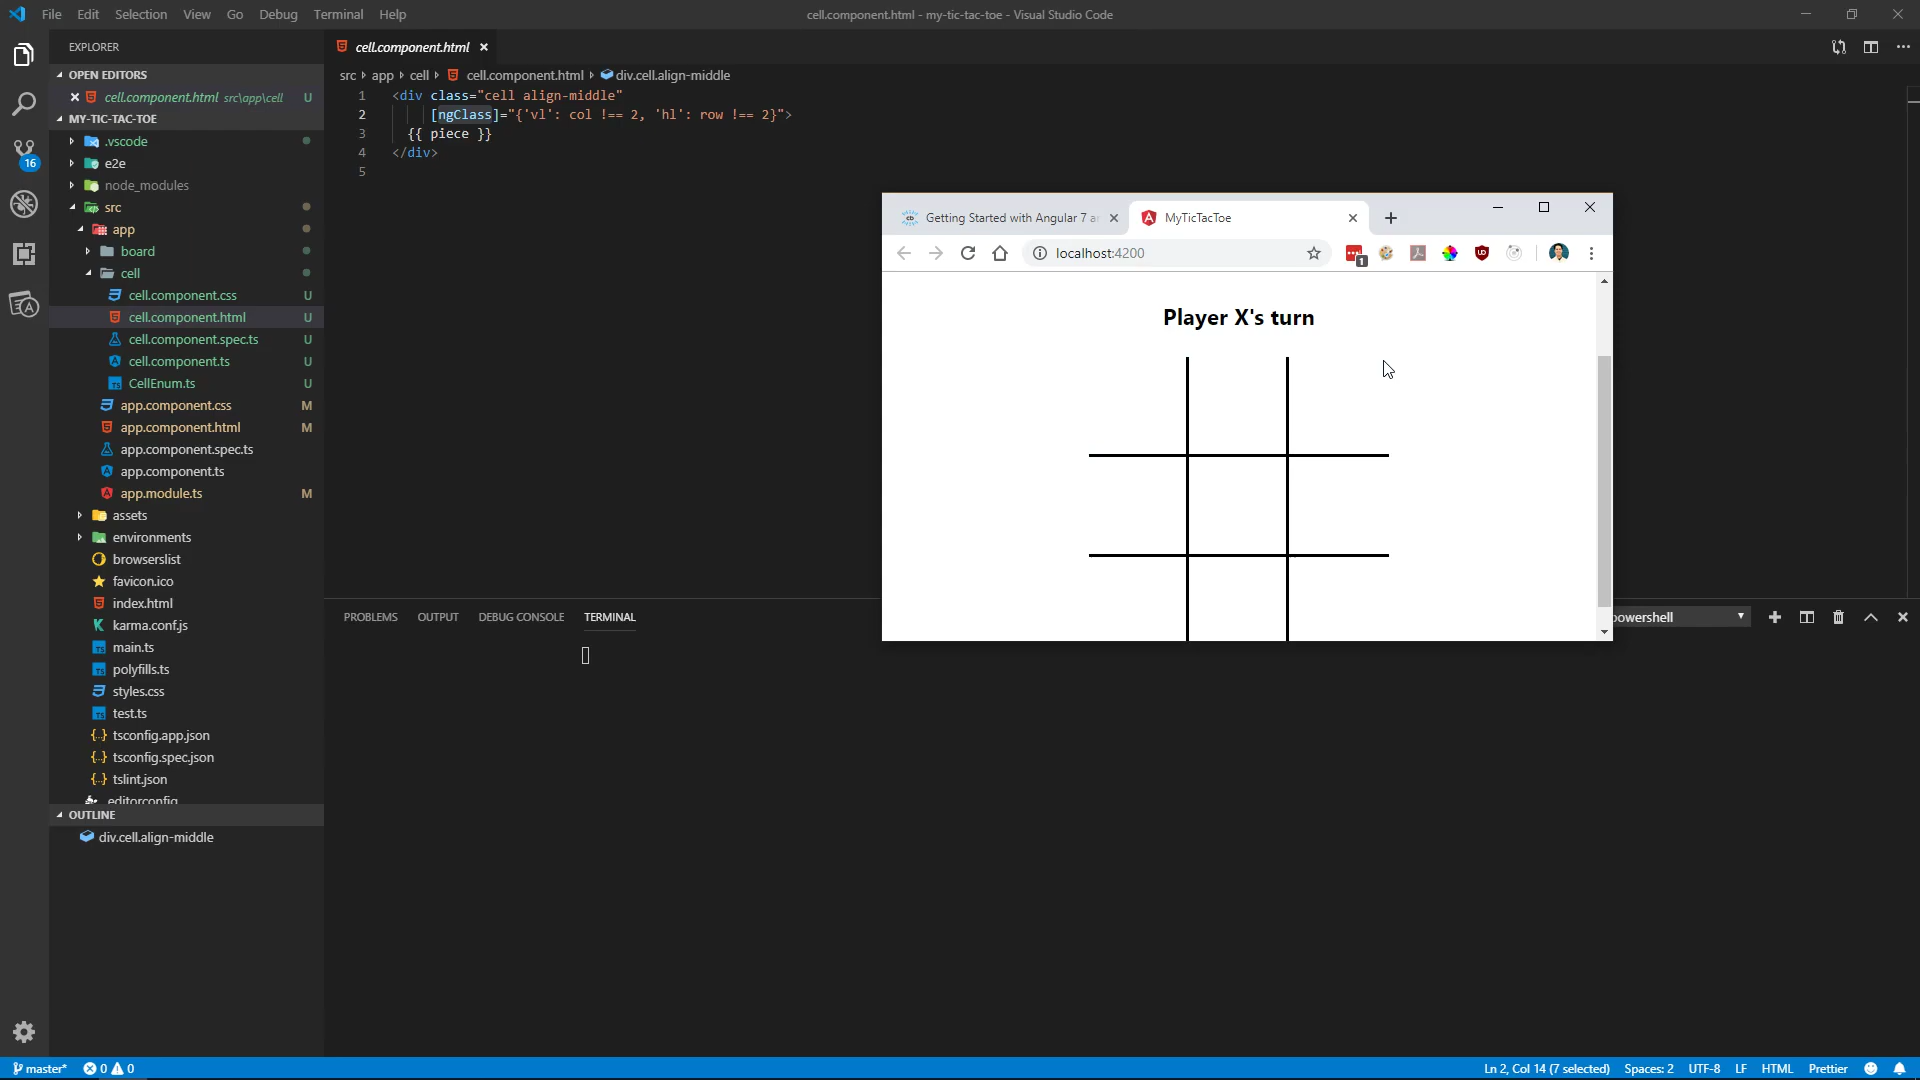 File Edit Selection View Go Debug Terminal Help
cell.component.html - my-tic-tac-toe - Visual Studio Code
EXPLORER
OPEN EDITORS
cell.component.html src\app\cell U
MY-TIC-TAC-TOE
.vscode
e2e
node_modules
src
app
board
cell
cell.component.css U
cell.component.html U
cell.component.spec.ts U
cell.component.ts U
CellEnum.ts U
app.component.css M
app.component.html M
app.component.spec.ts
app.component.ts
app.module.ts M
assets
environments
browserslist
favicon.ico
index.html
karma.conf.js
main.ts
polyfills.ts
styles.css
test.ts
tsconfig.app.json
tsconfig.spec.json
tslint.json
.editorconfig
OUTLINE
div.cell.align-middle
16
cell.component.html
src app cell cell.component.html div.cell.align-middle
1 <div class="cell align-middle"
2 [ngClass]="{'vl': col !== 2, 'hl': row !== 2}">
3 {{ piece }}
4 </div>
5
Getting Started with Angular 7 a
MyTicTacToe
localhost:4200
1
Player X's turn
PROBLEMS OUTPUT DEBUG CONSOLE TERMINAL
powershell
master* 0 0
Ln 2, Col 14 (7 selected) Spaces: 2 UTF-8 LF HTML Prettier